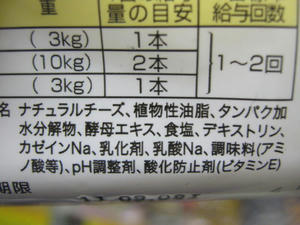 重 量の目安 給与回数
(3kg) 1本
(10kg) 2本 1～2回
(3kg) 1本
名 ナチュラルチーズ、植物性油脂、タンパク加
水分解物、酵母エキス、食塩、デキストリン、
カゼインNa、乳化剤、乳酸Na、調味料(アミ
ノ酸等)、pH調整剤、酸化防止剤(ビタミンE)
期限